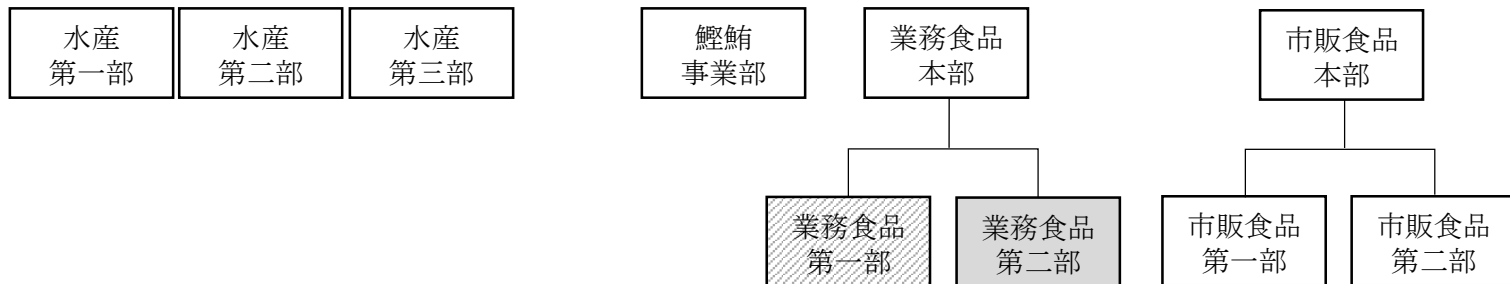 水産
第一部
水産
第二部
水産
第三部
鰹鮪
事業部
業務食品
本部
市販食品
本部
業務食品
第一部
業務食品
第二部
市販食品
第一部
市販食品
第二部